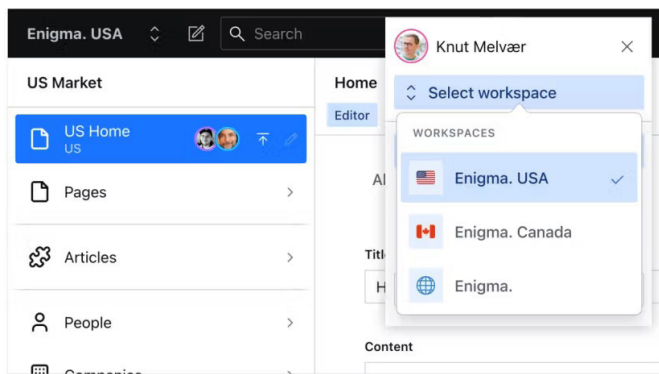 Enigma. USA
Search
Knut Melvær
US Market
Home
Select workspace
Editor
WORKSPACES
US Home
US
Enigma. USA
Pages
Enigma. Canada
Articles
Enigma.
People
Content
Companies